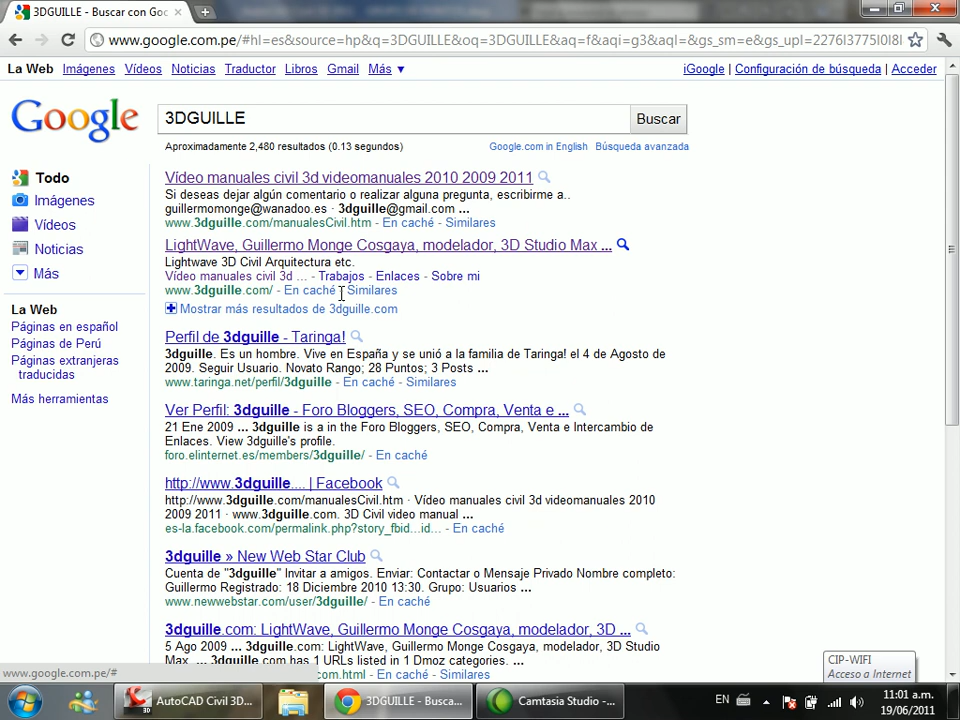 3DGUILLE - Buscar con Goo
www.google.com.pe/#hl=es&source=hp&q=3DGUILLE&oq=3DGUILLE&aq=f&aqi=g3&aql=&gs_sm=e&gs_upl=2276l3775l0l8l
La Web Imágenes Vídeos Noticias Traductor Libros Gmail Más ▼
iGoogle | Configuración de búsqueda | Acceder
Google
3DGUILLE
Buscar
Aproximadamente 2,480 resultados (0.13 segundos)
Google.com in English Búsqueda avanzada
Todo
Imágenes
Vídeos
Noticias
Más
La Web
Páginas en español
Páginas de Perú
Páginas extranjeras
traducidas
Más herramientas
Vídeo manuales civil 3d videomanuales 2010 2009 2011
Si deseas dejar algún comentario o realizar alguna pregunta, escribirme a..
guillermomonge@wanadoo.es · 3dguille@gmail.com ...
www.3dguille.com/manualesCivil.htm - En caché - Similares
LightWave, Guillermo Monge Cosgaya, modelador, 3D Studio Max ...
Lightwave 3D Civil Arquitectura etc.
Vídeo manuales civil 3d ... - Trabajos - Enlaces - Sobre mi
www.3dguille.com/ - En caché - Similares
Mostrar más resultados de 3dguille.com
Perfil de 3dguille - Taringa!
3dguille. Es un hombre. Vive en España y se unió a la familia de Taringa! el 4 de Agosto de
2009. Seguir Usuario. Novato Rango; 28 Puntos; 3 Posts ...
www.taringa.net/perfil/3dguille - En caché - Similares
Ver Perfil: 3dguille - Foro Bloggers, SEO, Compra, Venta e ...
21 Ene 2009 ... 3dguille is a in the Foro Bloggers, SEO, Compra, Venta e Intercambio de
Enlaces. View 3dguille's profile.
foro.elinternet.es/members/3dguille/ - En caché
http://www.3dguille.... | Facebook
http://www.3dguille.com/manualesCivil.htm · Vídeo manuales civil 3d videomanuales 2010
2009 2011 · www.3dguille.com. 3D Civil video manual ...
es-la.facebook.com/permalink.php?story_fbid...id... - En caché
3dguille » New Web Star Club
Cuenta de "3dguille" Invitar a amigos. Enviar: Contactar o Mensaje Privado Nombre completo:
Guillermo Registrado: 18 Diciembre 2010 13:30. Grupo: Usuarios ...
www.newwebstar.com/user/3dguille/ - En caché
3dguille.com: LightWave, Guillermo Monge Cosgaya, modelador, 3D ...
5 Ago 2009 ... 3dguille.com: LightWave, Guillermo Monge Cosgaya, modelador, 3D Studio
Max ... 3dguille.com has 1 URLs listed in 1 Dmoz categories. ...
com.html - En caché - Similares
www.google.com.pe/#
CIP-WIFI
Acceso a Internet
AutoCAD Civil 3D...
3DGUILLE - Busca...
Camtasia Studio -...
EN
11:01 a.m.
19/06/2011